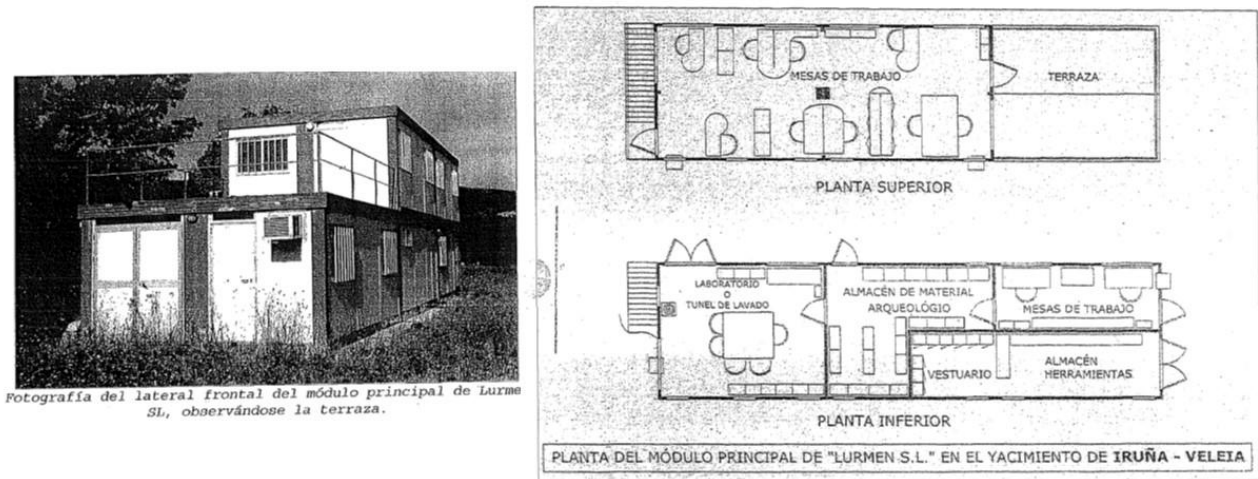 Fotografía del lateral frontal del módulo principal de Lurme
SL, observándose la terraza.
MESAS DE TRABAJO
TERRAZA
PLANTA SUPERIOR
LABORATORIO
O
TUNEL DE LAVADO
ALMACÉN DE MATERIAL
ARQUEOLÓGIO
MESAS DE TRABAJO
VESTUARIO
ALMACÉN
HERRAMIENTAS
PLANTA INFERIOR
PLANTA DEL MÓDULO PRINCIPAL DE "LURMEN S.L." EN EL YACIMIENTO DE IRUÑA - VELEIA